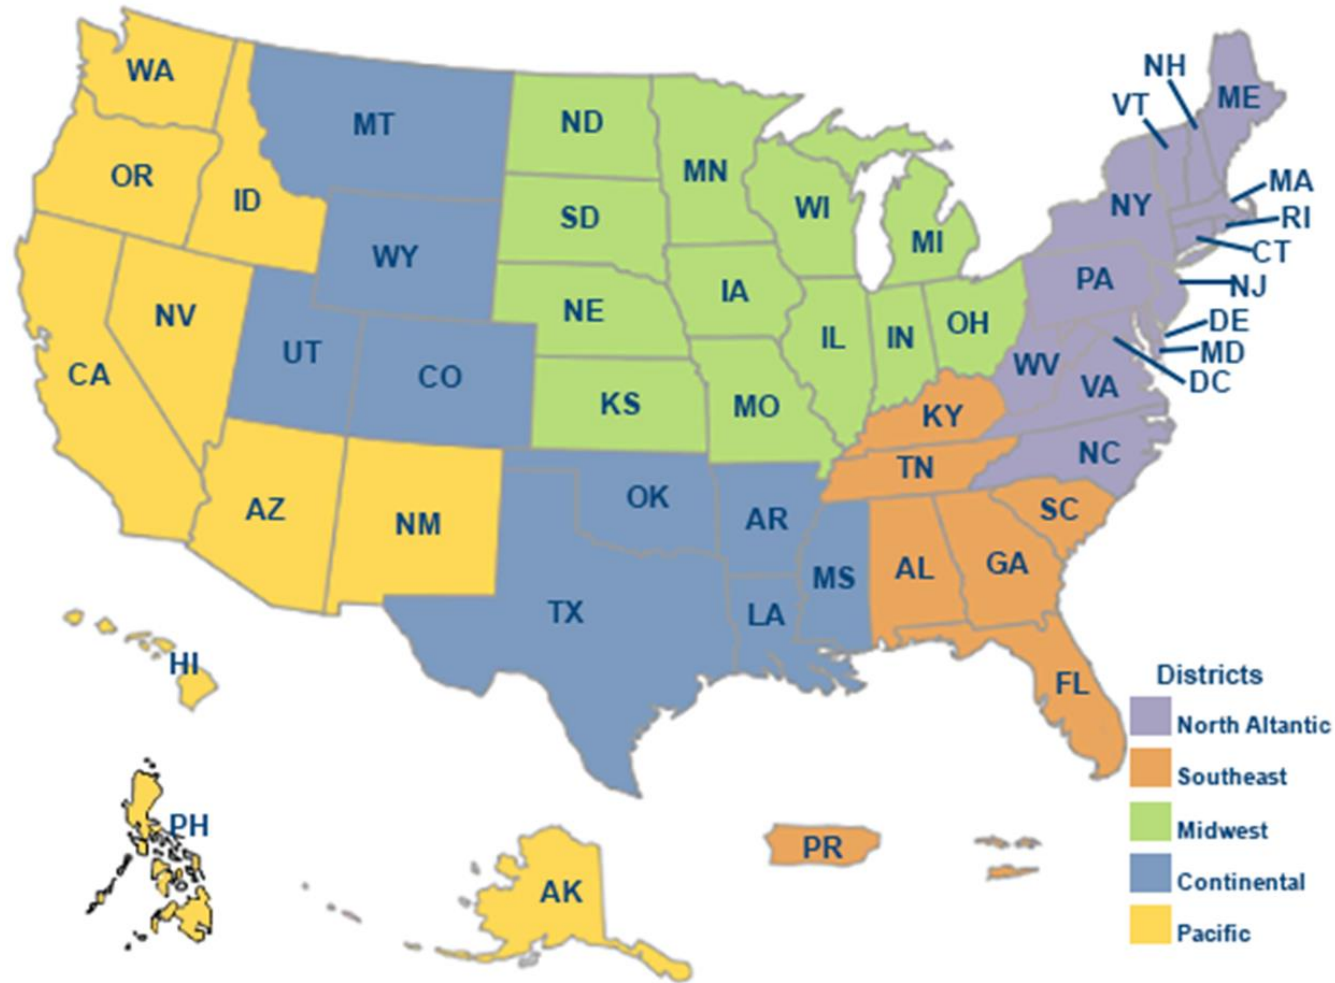 WA
MT
ND
MN
NH
VT
ME
OR
ID
SD
WI
MI
NY
MA
RI
CT
WY
NE
IA
PA
NJ
NV
UT
CO
IL
IN
OH
DE
MD
DC
CA
KS
MO
WV
VA
KY
NC
AZ
NM
OK
AR
TN
SC
TX
LA
MS
AL
GA
FL
HI
PH
AK
PR
Districts
North Altantic
Southeast
Midwest
Continental
Pacific